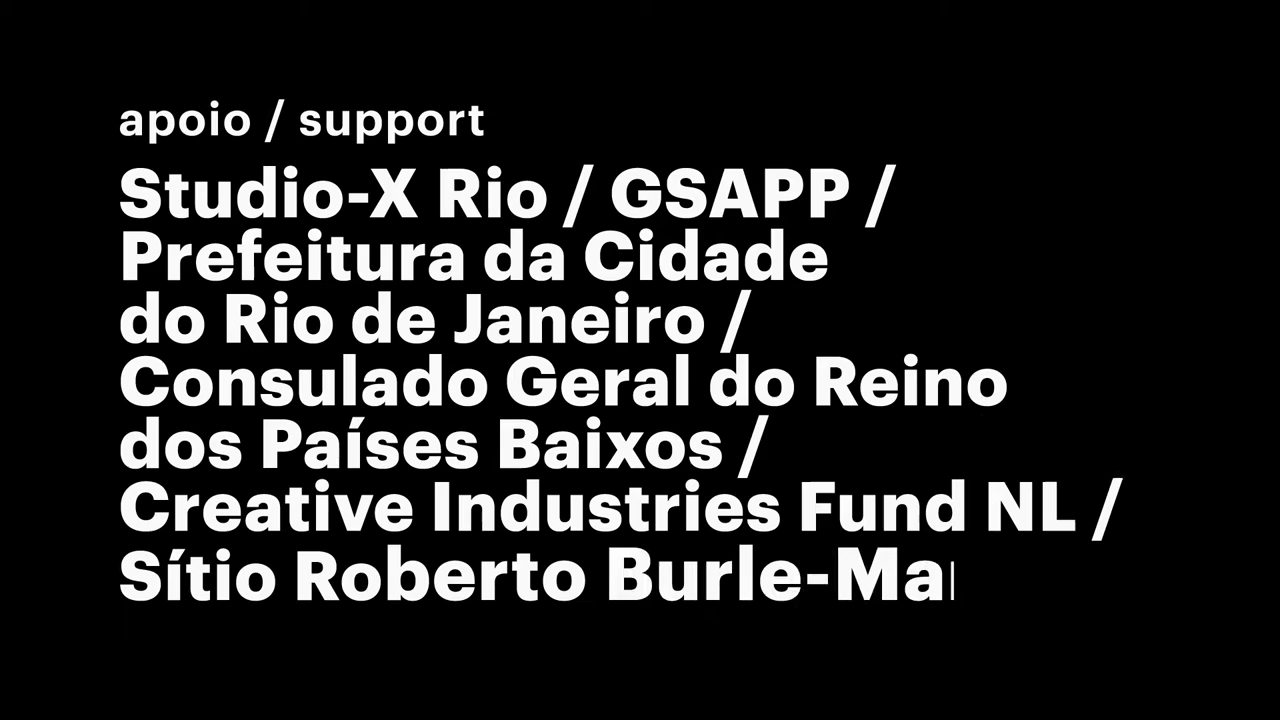 apoio / support
Studio-X Rio / GSAPP /
Prefeitura da Cidade
do Rio de Janeiro /
Consulado Geral do Reino
dos Países Baixos /
Creative Industries Fund NL /
Sítio Roberto Burle-Ma